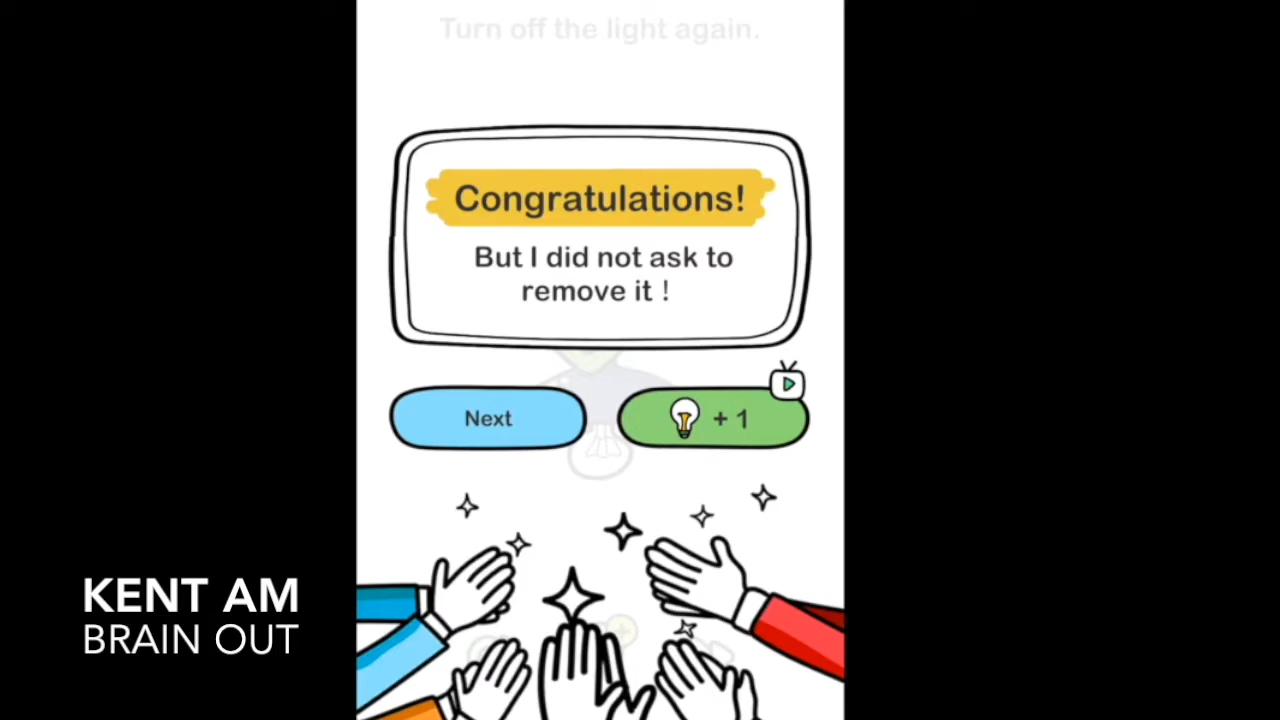 Turn off the light again.
Congratulations!
But I did not ask to
remove it !
Next
+ 1
KENT AM
BRAIN OUT